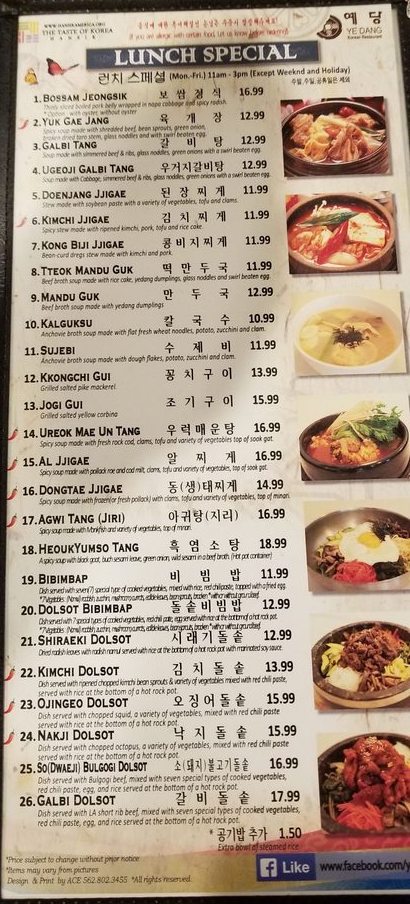 WWW.HANSIKAMERICA.ORG
THE TASTE OF KOREA
HANSIK
음식에 대한 부작용있는 손님은 주문시 말씀해주세요!
(If you are allergic with certain food, Let us know before ordering!)
예당
YE DANG
Korean Restaurant
LUNCH SPECIAL
런치 스페셜 (Mon.-Fri.) 11am - 3pm (Except Weeknd and Holiday)
주말,주일,공휴일은 제외
1. BOSSAM JEONGSIK 보쌈정식 16.99
Thinly sliced boiled pork belly wrapped in napa cabbage and spicy radish.
* Option : with oyster, without oyster
2. YUK GAE JANG 육개장 12.99
Spicy soup made with shredded beef, bean sprouts, green onion,
braken dried taro stem, glass noodles and with swirl beaten egg.
3. GALBI TANG 갈비탕 12.99
Soup made with simmered beef & ribs, glass noodles, green onions with a swirl beaten egg.
4. UGEOJI GALBI TANG 우거지갈비탕 12.99
Soup made with Cabbage, simmered beef & ribs, glass noodles, green onions with a swirl beaten egg.
5. DOENJANG JJIGAE 된장찌개 11.99
Stew made with soybean paste with a variety of vegetables, tofu and clams.
6. KIMCHI JJIGAE 김치찌개 11.99
Spicy stew made with ripened kimchi, pork, tofu and rice cake.
7. KONG BIJI JJIGAE 콩비지찌개 11.99
Bean-curd dregs stew made with kimchi and pork.
8. TTEOK MANDU GUK 떡만두국 11.99
Beef broth soup made with rice cake, yedang dumplings, glass noodles and swirl beaten egg.
9. MANDU GUK 만두국 12.99
Beef broth soup made with yedang dumplings
10. KALGUKSU 칼국수 10.99
Anchovie broth soup made with flat fresh wheat noodles, potato, zucchini and clam.
11. SUJEBI 수제비 11.99
Anchovie broth soup made with dough flakes, potato, zucchini and clam.
12. KKONGCHI GUI 꽁치구이 13.99
Grilled salted pike mackerel
13. JOGI GUI 조기구이 15.99
Grilled salted yellow corbina
14. UREOK MAE UN TANG 우럭매운탕 16.99
Spicy soup made with fresh rock cod, clams, tofu and variety of vegetables top of sook gat.
15. AL JJIGAE 알찌개 16.99
Spicy soup made with pollack roe and cod milt, clams, tofu and variety of vegetables, top of sook gat.
16. DONGTAE JJIGAE 동(생)태찌개 14.99
Spicy soup made with frozen(or fresh pollack) with clams, tofu and variety of vegetables, top of minari.
17. AGWI TANG (JIRI) 아귀탕(지리) 16.99
Spicy soup made with Monkfish and variety of vegetables, top of minari.
18. HEOUKYUMSO TANG 흑염소탕 18.99
A spicy soup with black goat, bush sesam leave, green onion, wild sesami in a beef broth (hot pot container)
19. BIBIMBAP 비빔밥 11.99
Dish served with seven(7) special type of cooked vegetables, mixed with rice, red chili paste, topped with a fried egg.
20. DOLSOT BIBIMBAP 돌솥비빔밥 12.99
Dish served with 7 special types of cooked vegetables, red chili paste, egg served with rice at the bottom of a hot rock pot.
21. SHIRAEKI DOLSOT 시래기돌솥 12.99
Dried radish leaves with radish namul served with rice at the bottom of a hot rock pot with marinated soy sauce.
22. KIMCHI DOLSOT 김치돌솥 13.99
Dish served with ripened chopped kimchi bean sprouts & variety of vegetables mixed with red chili paste,
served with rice at the bottom of a hot rock pot.
23. OJINGEO DOLSOT 오징어돌솥 15.99
Dish served with chopped squid, a variety of vegetables, mixed with red chili paste
served with rice at the bottom of a hot rock pot.
24. NAKJI DOLSOT 낙지돌솥 15.99
Dish served with chopped octopus, a variety of vegetables, mixed with red chili paste
served with rice at the bottom of a hot rock pot.
25. SO(DWAEJI) BULGOGI DOLSOT 소(돼지)불고기돌솥 16.99
Dish served with Bulgogi beef, mixed with seven special types of cooked vegetables,
red chili paste, egg, and rice served at the bottom of a hot rock pot.
26. GALBI DOLSOT 갈비돌솥 17.99
Dish served with LA short rib beef, mixed with seven special types of cooked vegetables,
red chili paste, egg, and rice served at the bottom of a hot rock pot.
* 공기밥 추가 1.50
Extra bowl of steamed rice
*Price subject to change without prior notice
*Items may vary from pictures
Design & Print by ACE 562.802.3455 *All rights reserved.
f Like www.facebook.com/y